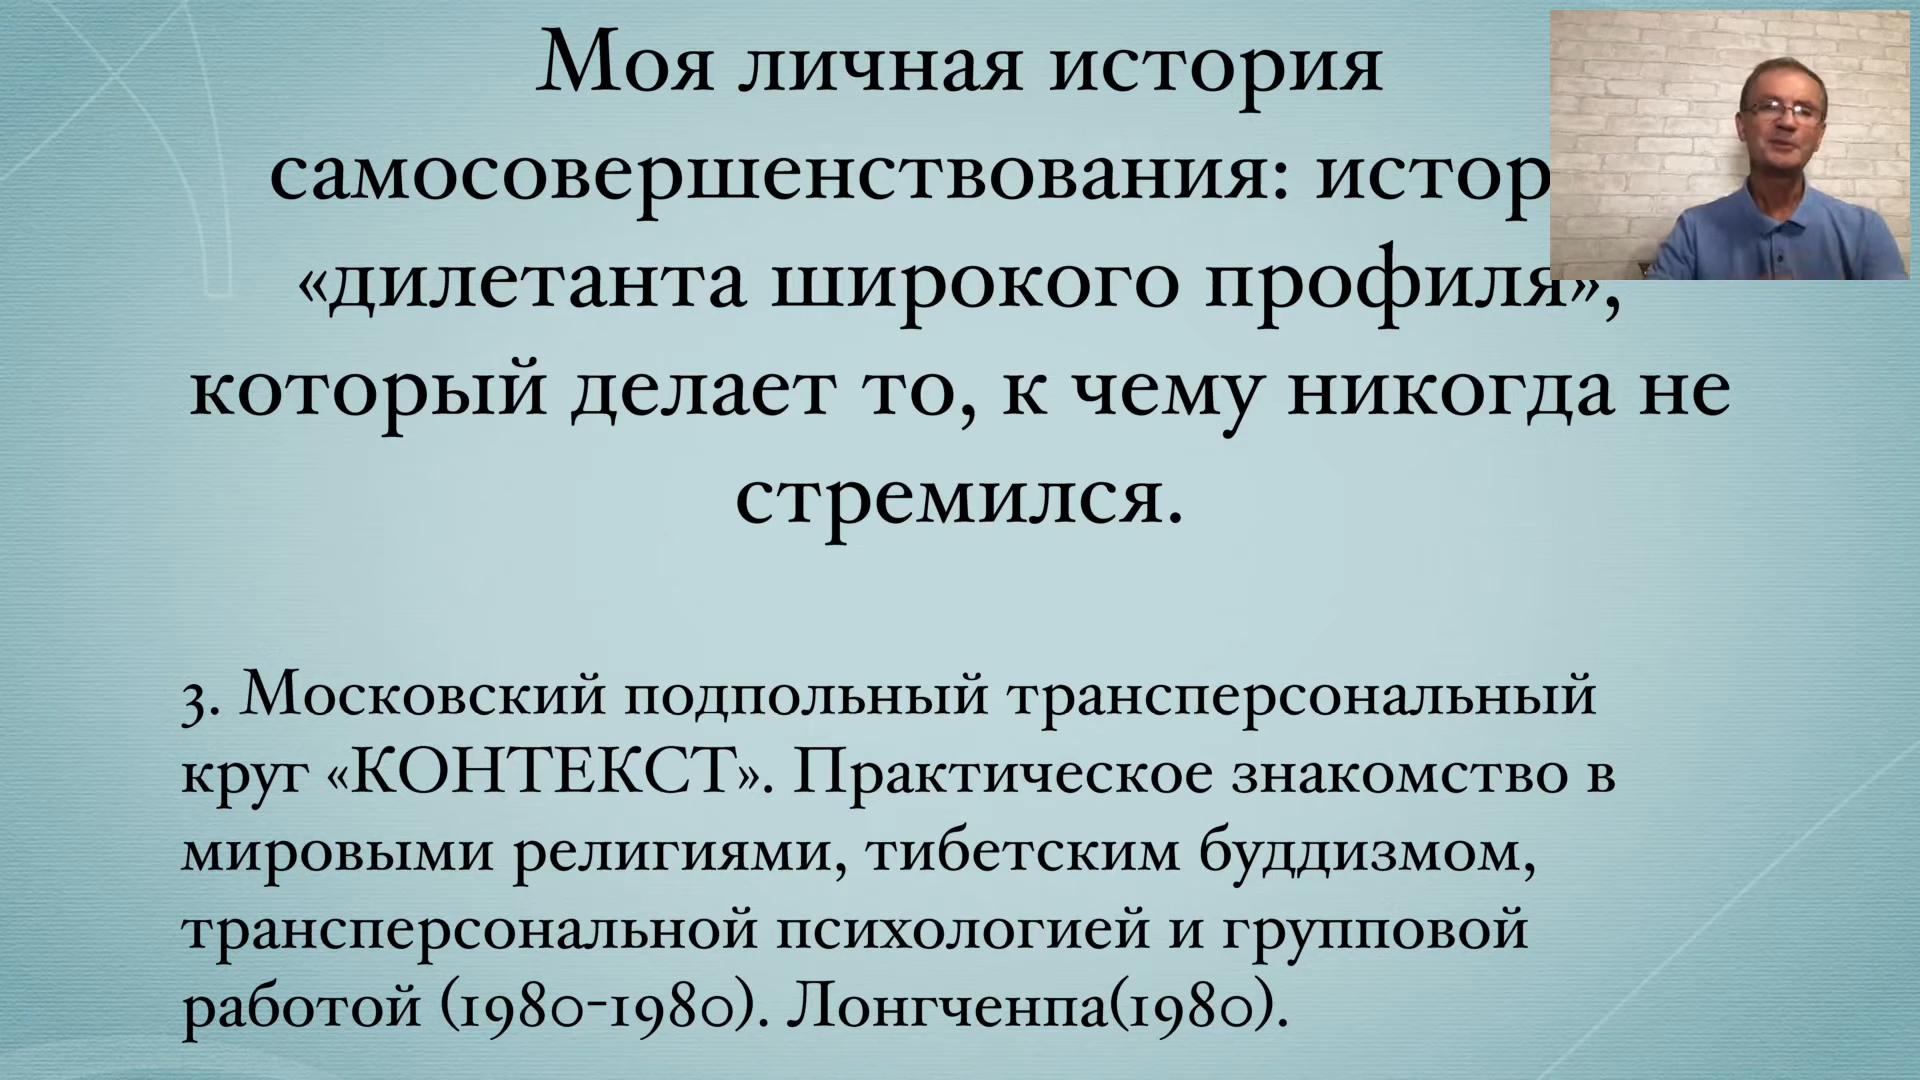 Моя личная история
самосовершенствования: истор
«дилетанта широкого профиля»,
который делает то, к чему никогда не
стремился.
3. Московский подпольный трансперсональный
круг «КОНТЕКСТ». Практическое знакомство в
мировыми религиями, тибетским буддизмом,
трансперсональной психологией и групповой
работой (1980-1980). Лонгченпа(1980).